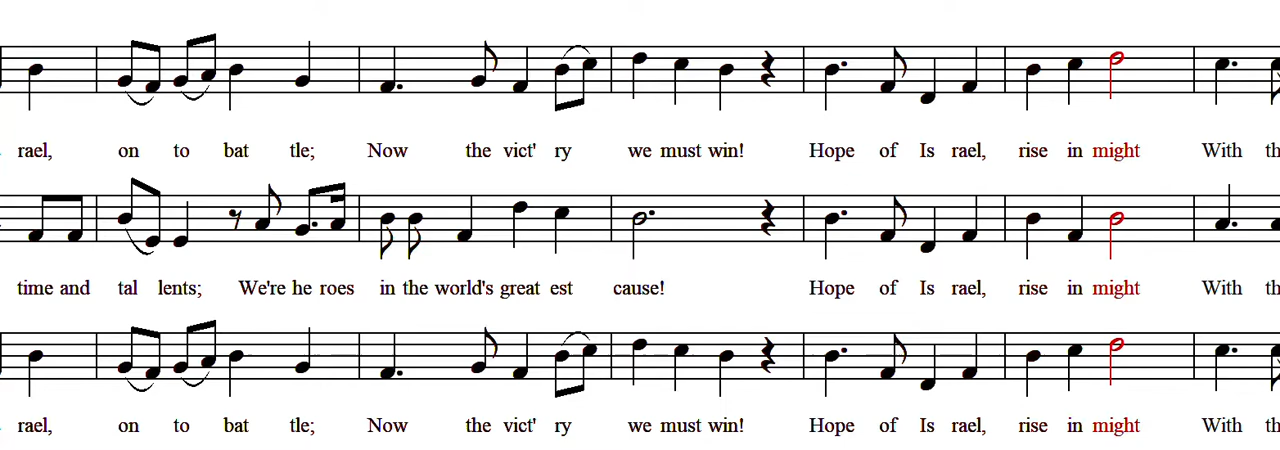 rael, on to bat tle; Now the vict' ry we must win! Hope of Is rael, rise in might With
time and tal lents; We're he roes in the world's great est cause! Hope of Is rael, rise in might With
rael, on to bat tle; Now the vict' ry we must win! Hope of Is rael, rise in might With